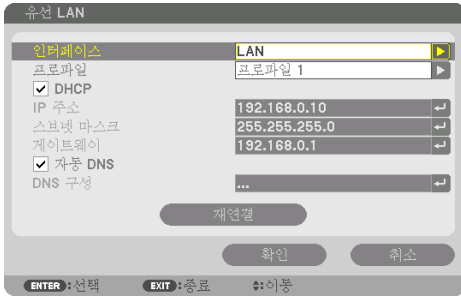 유선 LAN
인터페이스 LAN
프로파일 프로파일 1
DHCP
IP 주소 192.168.0.10
스브넷 마스크 255.255.255.0
게이트웨이 192.168.0.1
자동 DNS
DNS 구성 ...
재연결
확인 취소
ENTER :선택 EXIT :종료 :이동